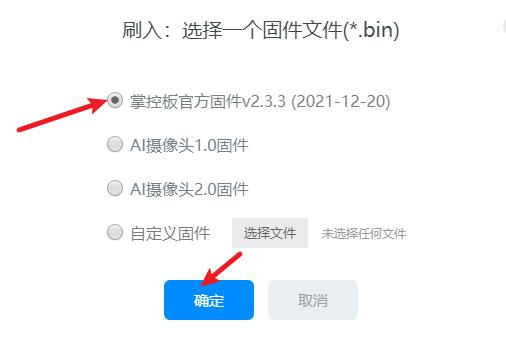 刷入：选择一个固件文件(*.bin)
掌控板官方固件v2.3.3 (2021-12-20)
AI摄像头1.0固件
AI摄像头2.0固件
自定义固件 选择文件 未选择任何文件
确定 取消